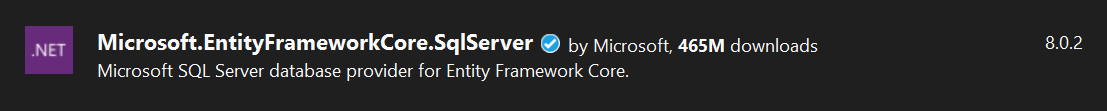 .NET
Microsoft.EntityFrameworkCore.SqlServer by Microsoft, 465M downloads 8.0.2
Microsoft SQL Server database provider for Entity Framework Core.